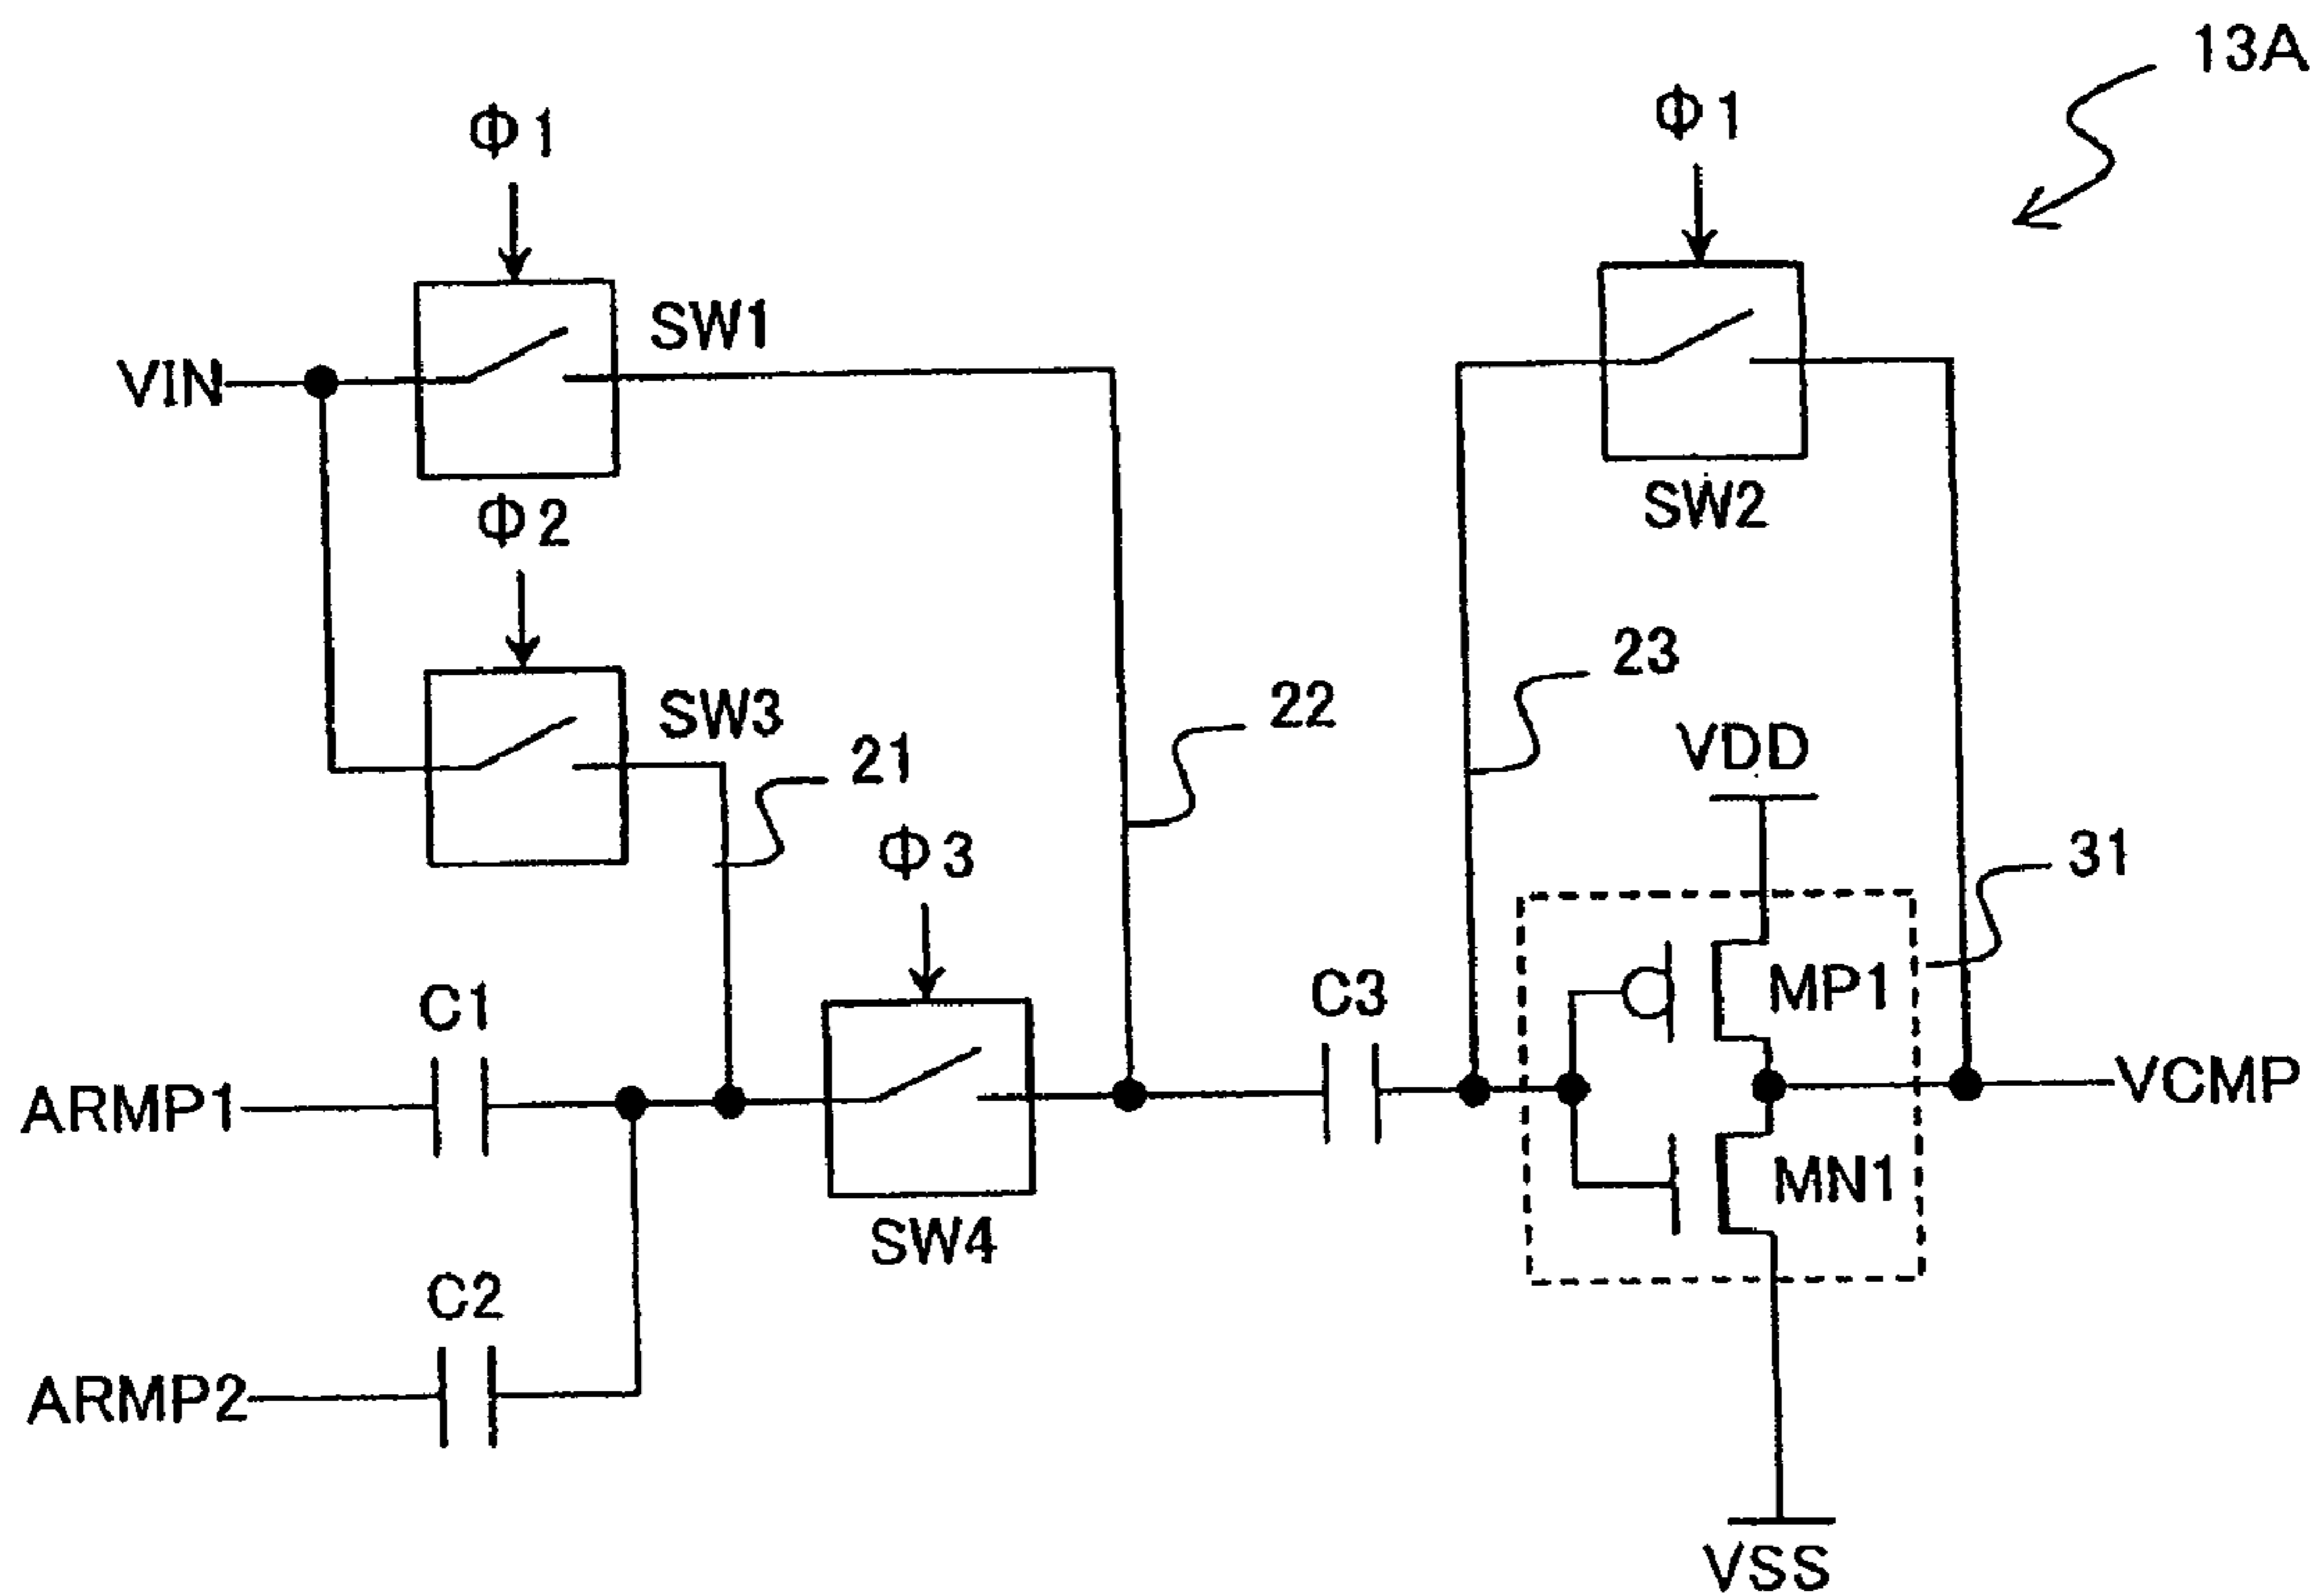 13A
Φ1
Φ1
SW1
VIN
SW2
Φ2
23
SW3
22
VDD
21
Φ3
31
C1
C3
MP1
ARMP1
VCMP
MN1
SW4
C2
ARMP2
VSS